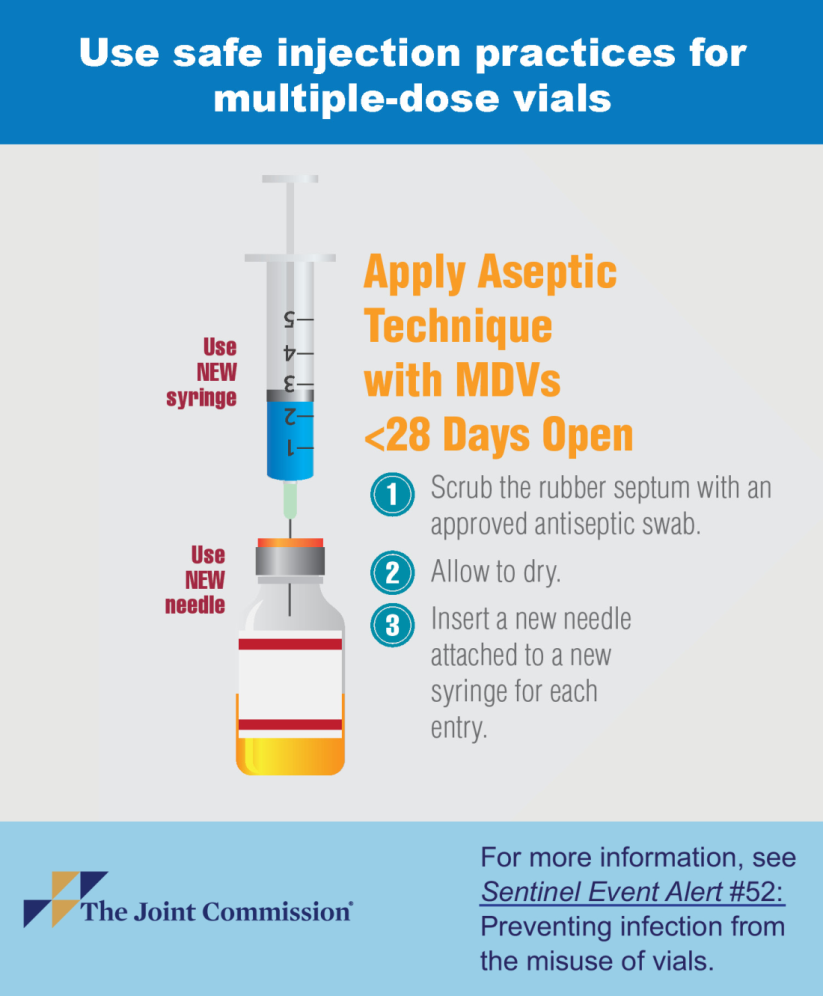 Use safe injection practices for
multiple-dose vials
Apply Aseptic
Technique
with MDVs
<28 Days Open
5
4
3
2
1
Use
NEW
syringe
Use
NEW
needle
1 Scrub the rubber septum with an
approved antiseptic swab.
2 Allow to dry.
3 Insert a new needle
attached to a new
syringe for each
entry.
The Joint Commission®
For more information, see
Sentinel Event Alert #52:
Preventing infection from
the misuse of vials.